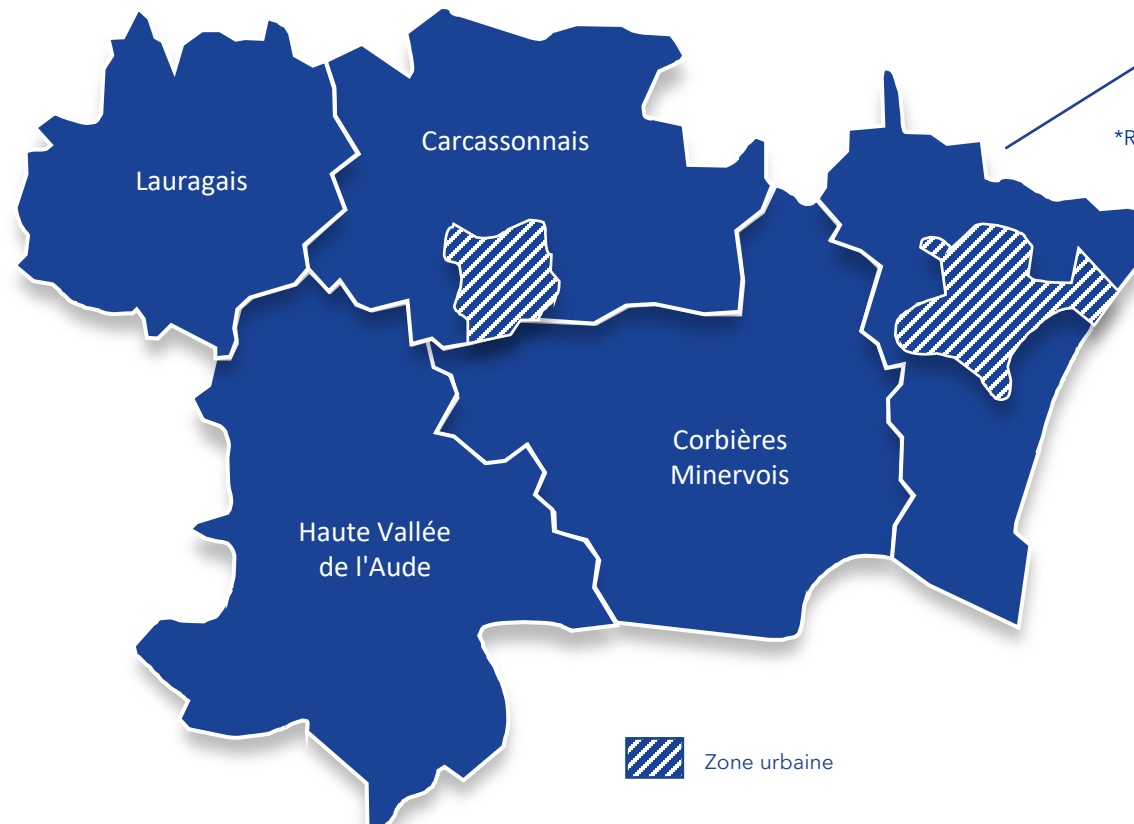 Carcassonnais
*R
Lauragais
Corbières
Minervois
Haute Vallée
de l'Aude
Zone urbaine